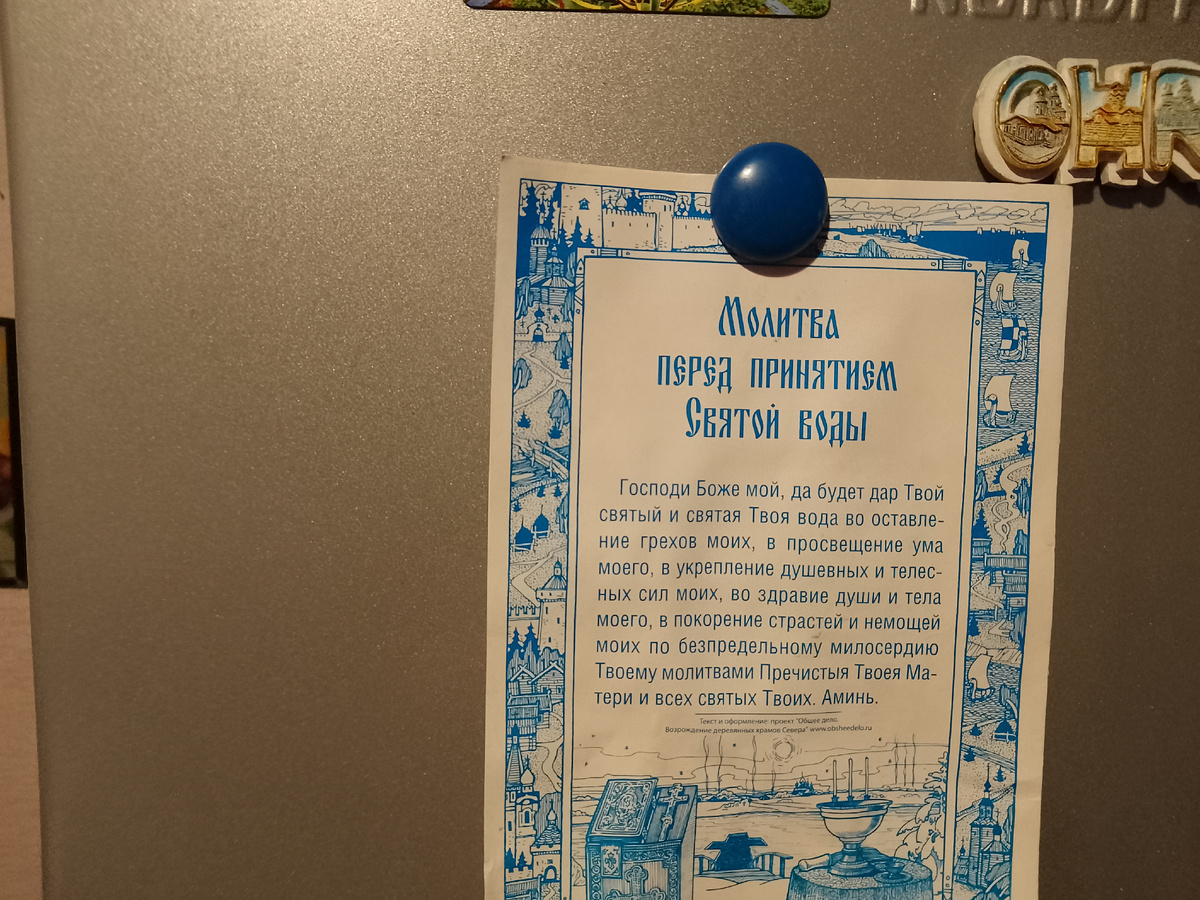 Молитва
перед принятием
Святой воды
Господи Боже мой, да будет дар Твой
святый и святая Твоя вода во оставле-
ние грехов моих, в просвещение ума
моего, в укрепление душевных и телес-
ных сил моих, во здравие души и тела
моего, в покорение страстей и немощей
моих по безпредельному милосердию
Твоему молитвами Пречистыя Твоея Ма-
тери и всех святых Твоих. Аминь.
Текст и оформление: проект "Общее дело.
Возрождение деревянных храмов Севера" www.obsheedelo.ru